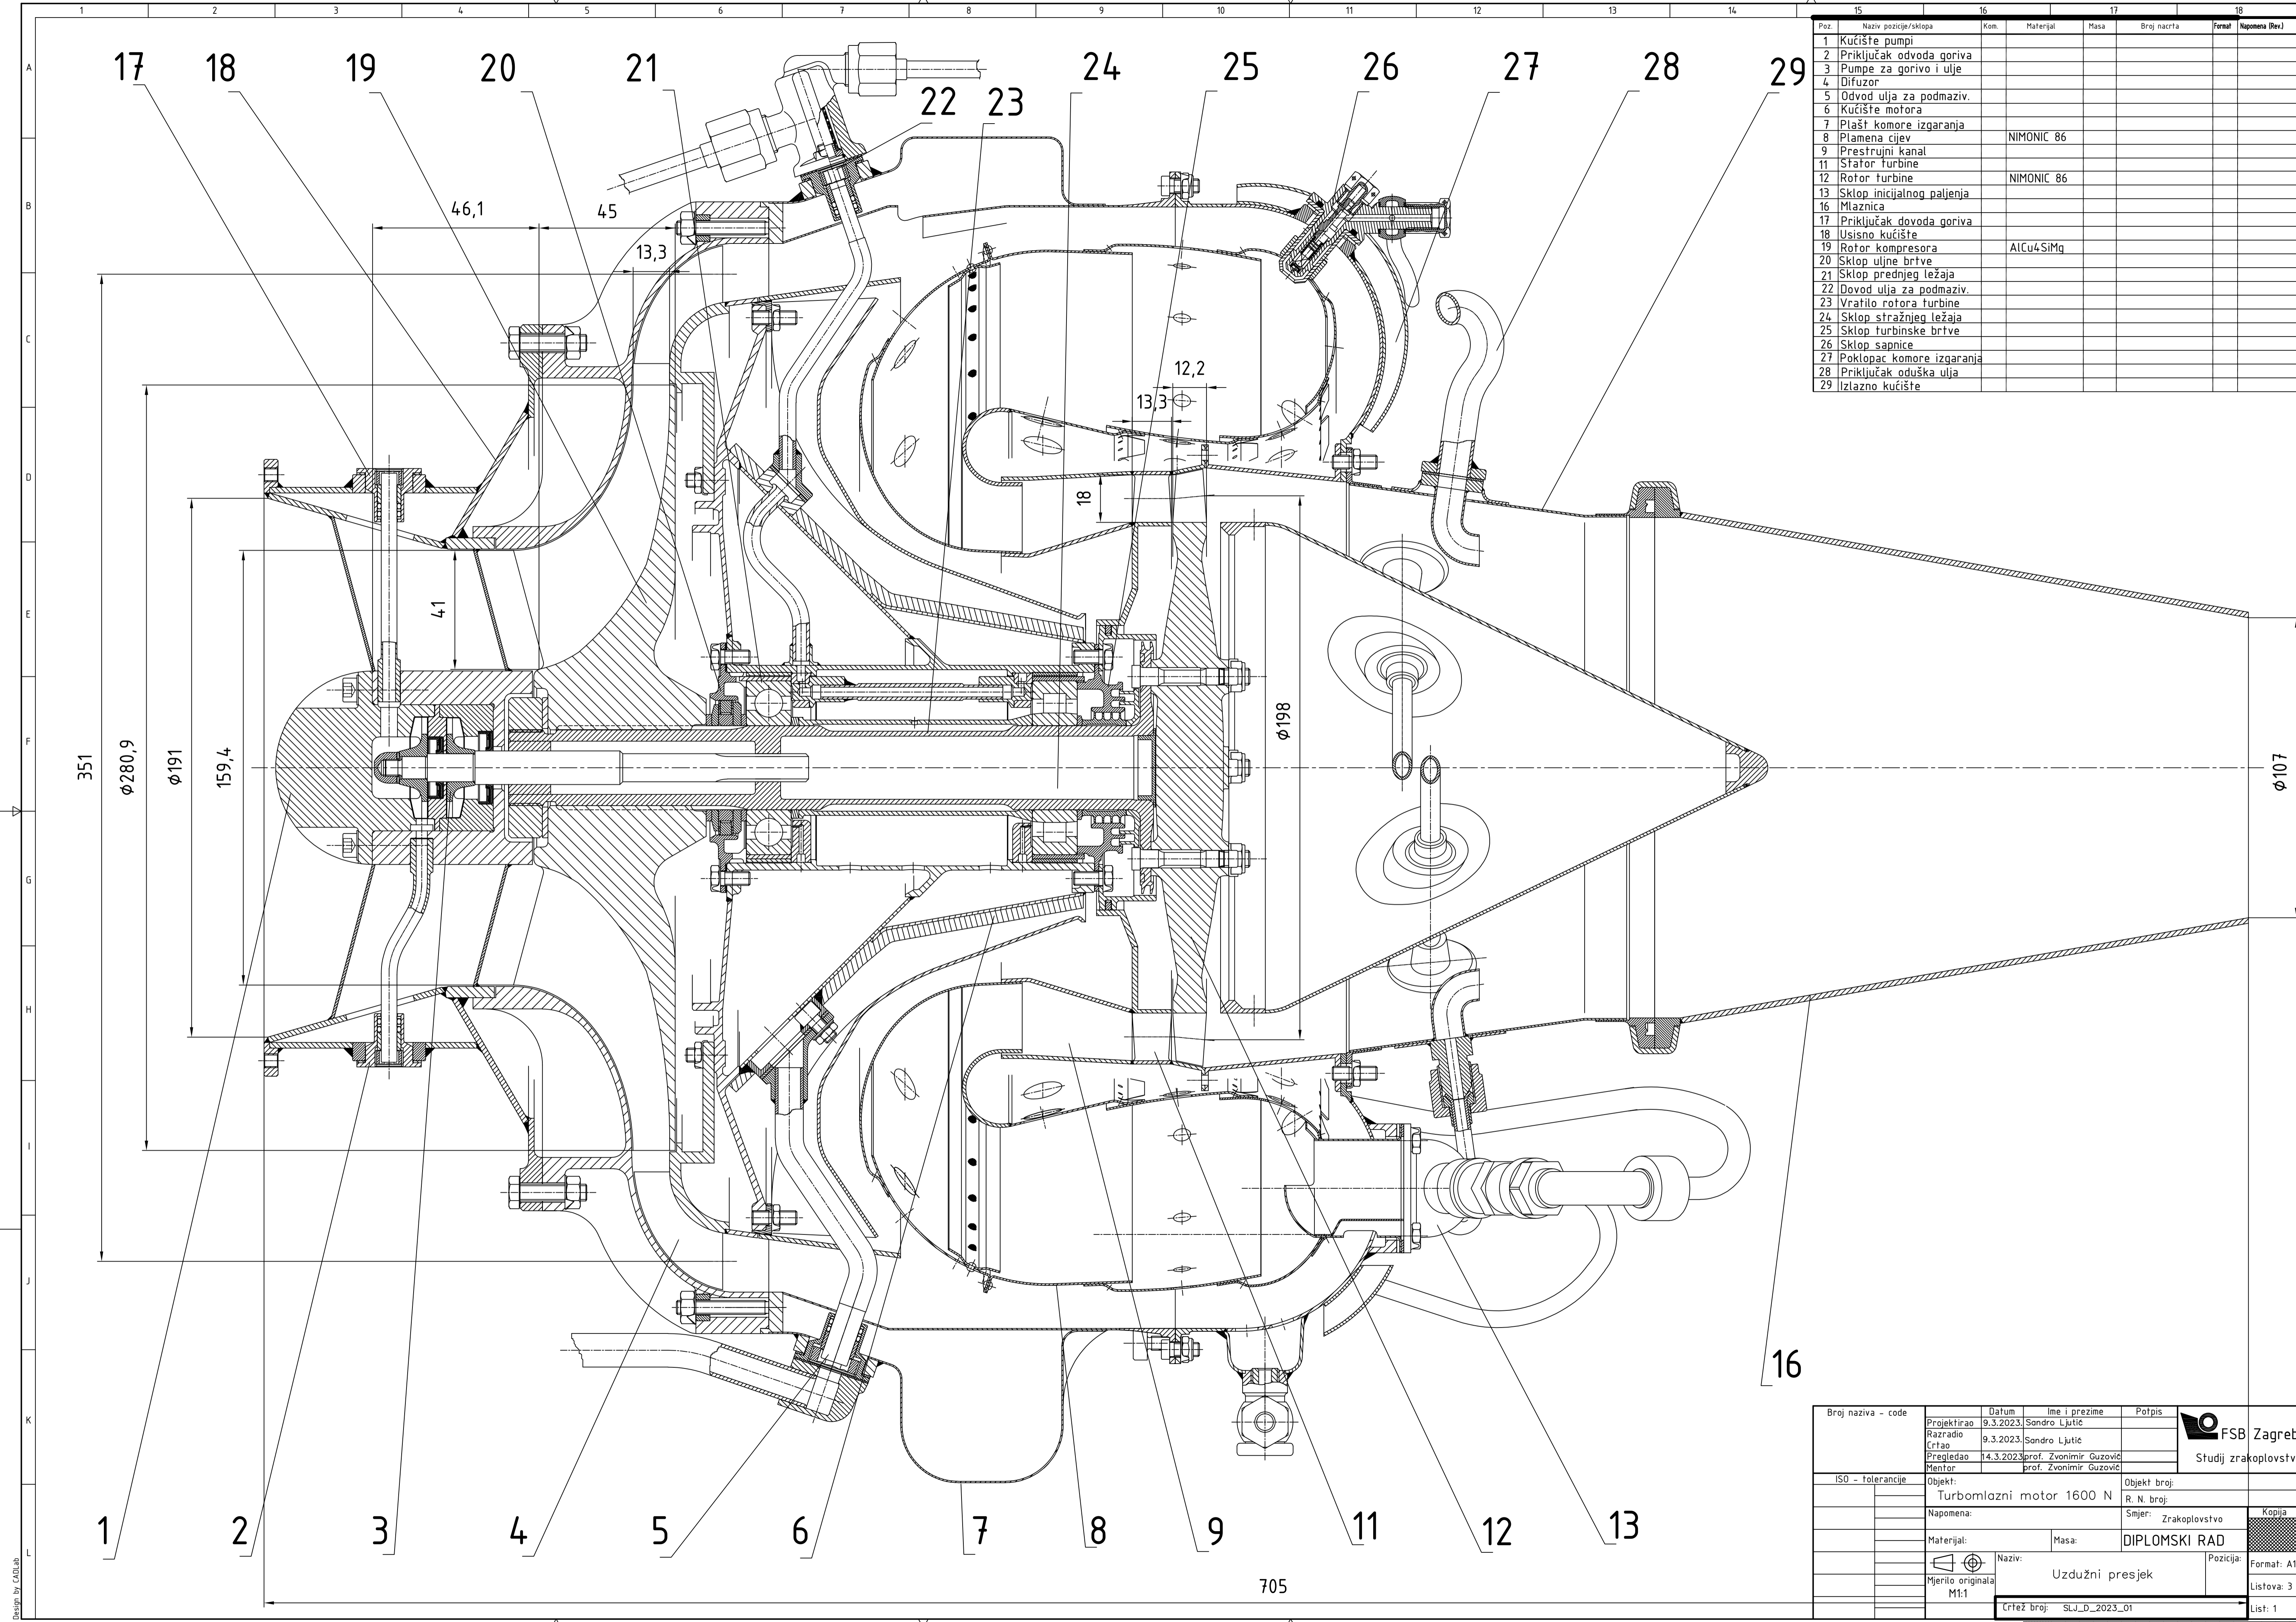 1 2 3 4 5 6 7 8 9 10 11 12 13 14 15 16 17 18
A
B
C
D
E
F
G
H
I
J
K
L
17 18 19 20 21 22 23 24 25 26 27 28 29
46,1
45
13,3
12,2
13,3
18
41
351
ϕ280,9
ϕ191
159,4
ϕ198
ϕ107
705
1 2 3 4 5 6 7 8 9 11 12 13 16
Poz. Naziv pozicije/sklopa Kom. Materijal Masa Broj nacrta Format Napomena (Rev.)
1 Kućište pumpi
2 Priključak odvoda goriva
3 Pumpe za gorivo i ulje
4 Difuzor
5 Odvod ulja za podmaziv.
6 Kućište motora
7 Plašt komore izgaranja
8 Plamena cijev NIMONIC 86
9 Prestrujni kanal
11 Stator turbine
12 Rotor turbine NIMONIC 86
13 Sklop inicijalnog paljenja
16 Mlaznica
17 Priključak dovoda goriva
18 Usisno kućište
19 Rotor kompresora AlCu4SiMg
20 Sklop uljne brtve
21 Sklop prednjeg ležaja
22 Dovod ulja za podmaziv.
23 Vratilo rotora turbine
24 Sklop stražnjeg ležaja
25 Sklop turbinske brtve
26 Sklop sapnice
27 Poklopac komore izgaranja
28 Priključak oduška ulja
29 Izlazno kućište
Broj naziva - code
Datum Ime i prezime Potpis
Projektirao 9.3.2023. Sandro Ljutić
Razradio
Crtao 9.3.2023. Sandro Ljutić
Pregledao 14.3.2023 prof. Zvonimir Guzović
Mentor prof. Zvonimir Guzović
FSB Zagreb
Studij zrakoplovstv
ISO - tolerancije
Objekt:
Turbomlazni motor 1600 N
Objekt broj:
R. N. broj:
Napomena:
Smjer: Zrakoplovstvo
Kopija
Materijal:
Masa:
DIPLOMSKI RAD
Naziv:
Uzdužni presjek
Pozicija:
Format: A1
Mjerilo originala
M1:1
Listova: 3
Crtež broj: SLJ_D_2023_01
List: 1
Design by CADLab